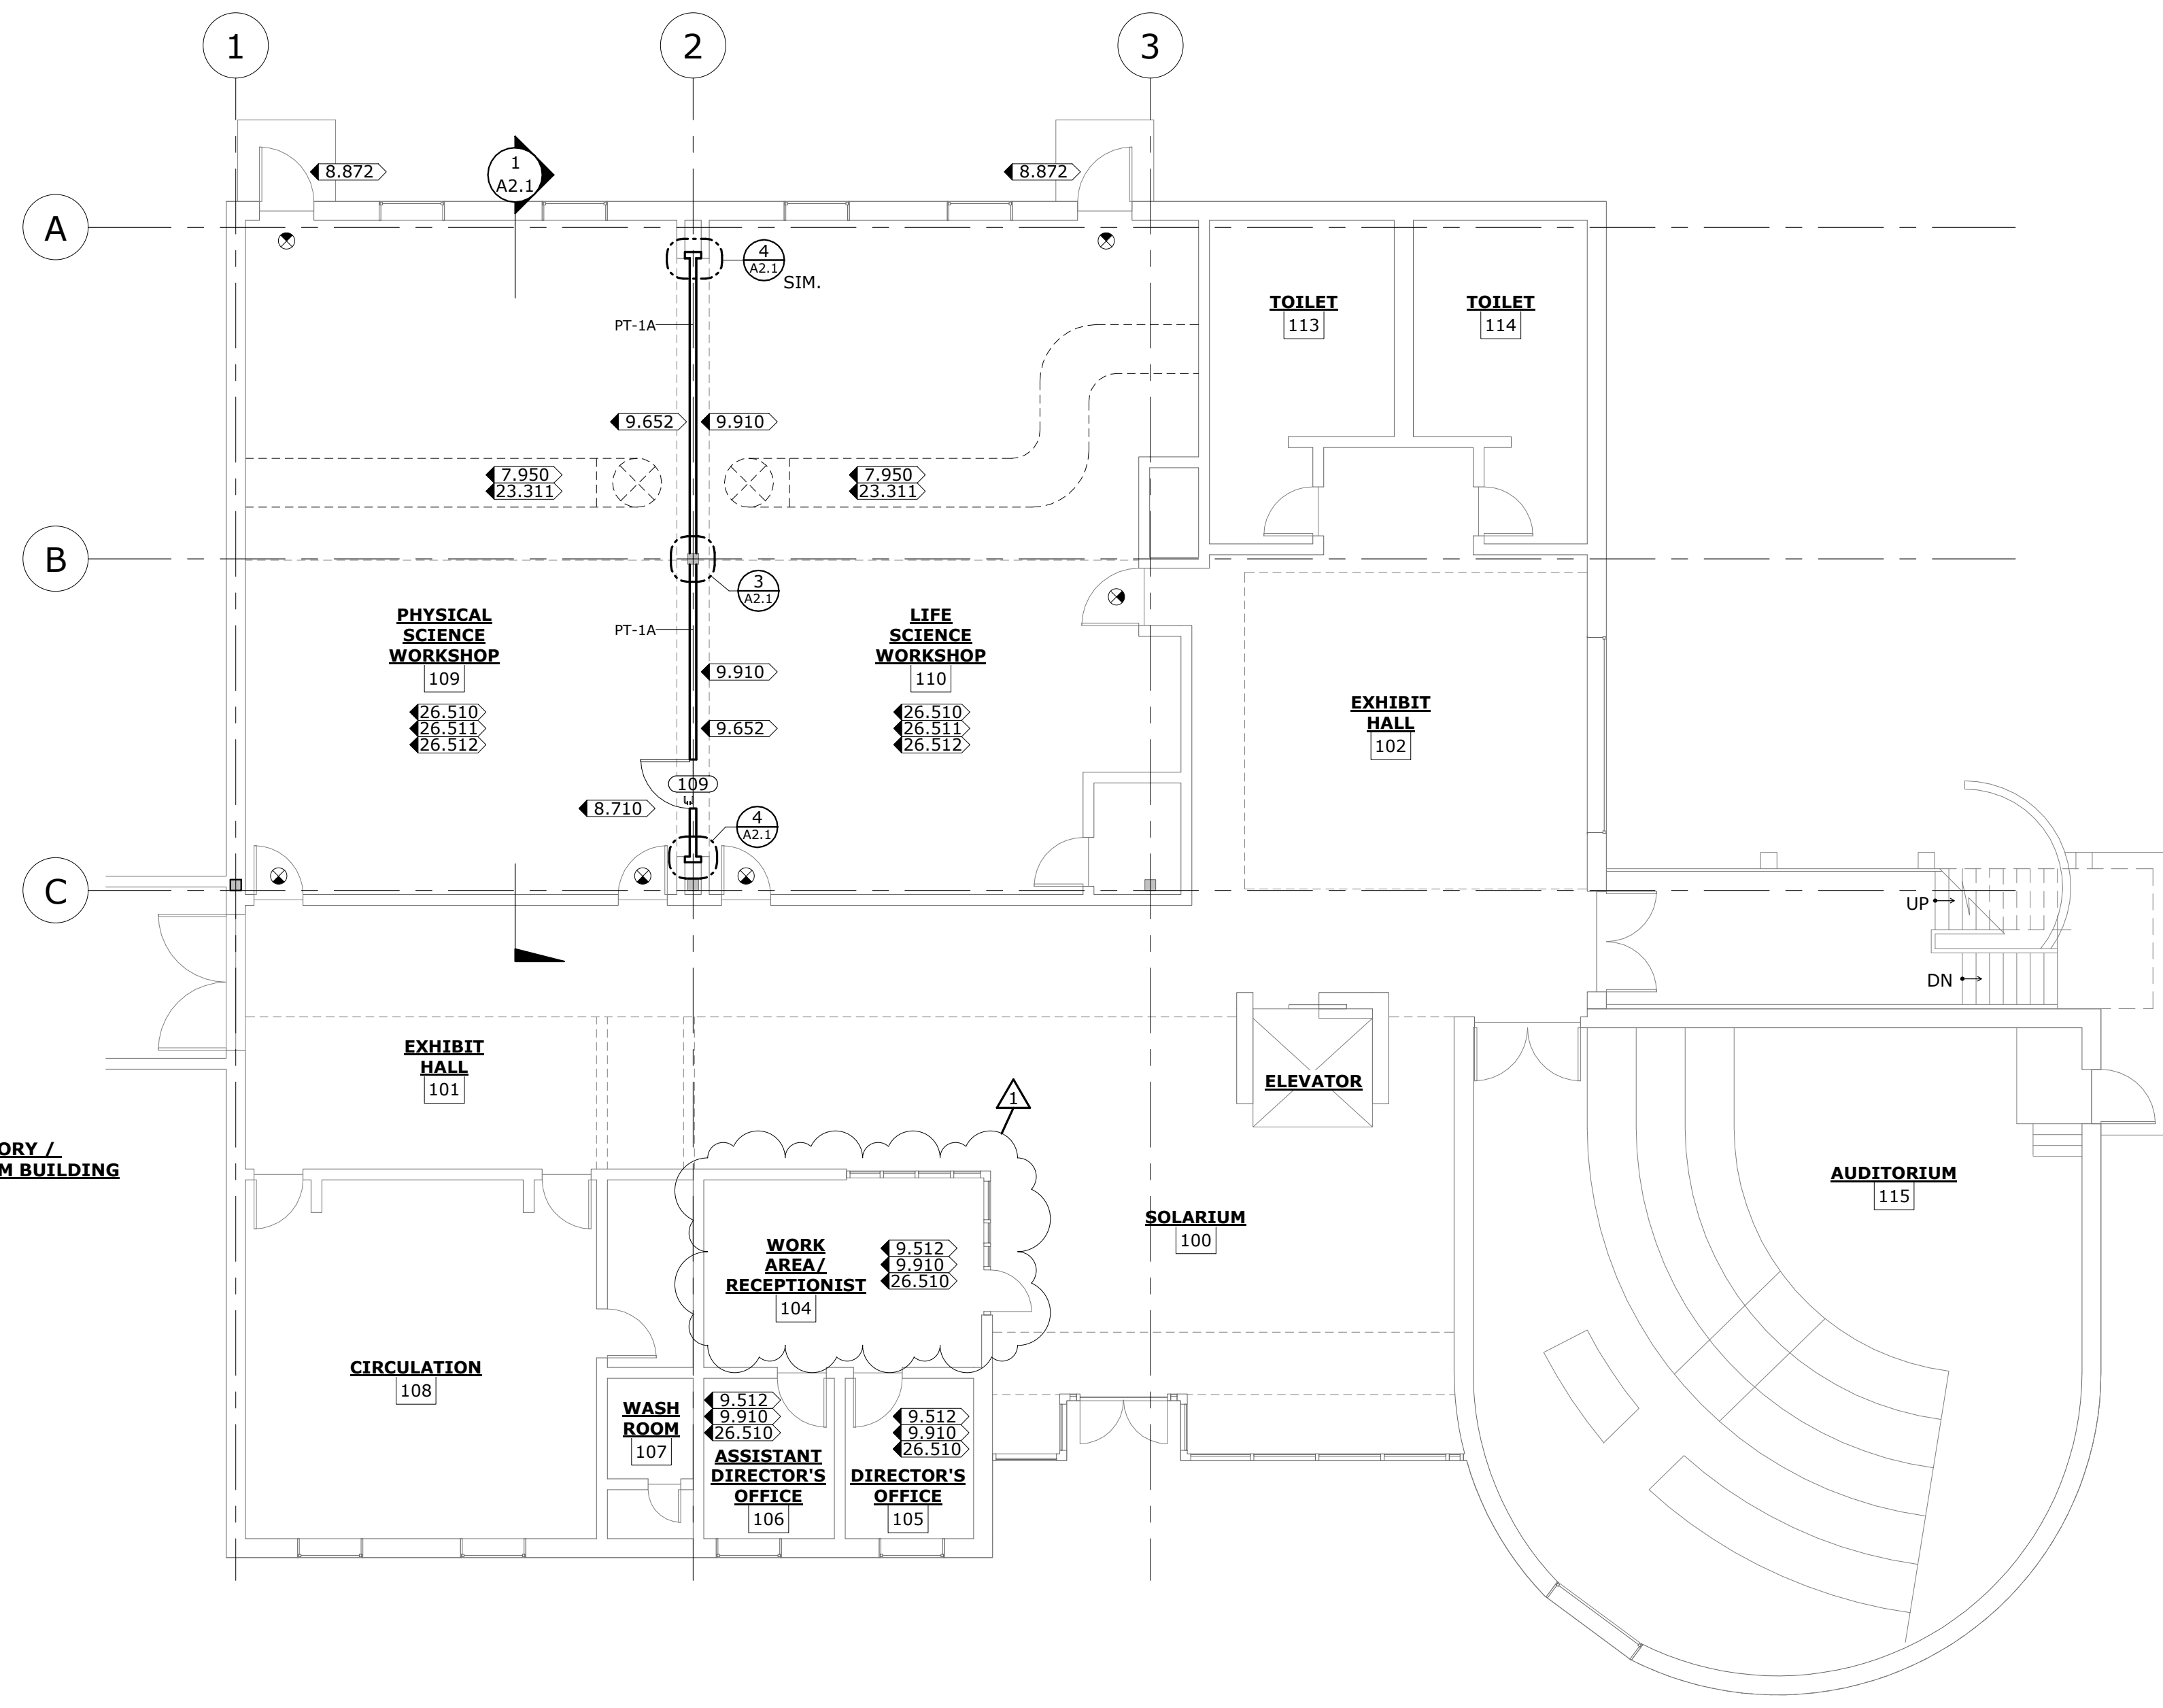 1
2
3
A
B
C
8.872
1
A2.1
8.872
4
A2.1
SIM.
PT-1A
TOILET
113
TOILET
114
9.652
9.910
7.950
23.311
7.950
23.311
3
A2.1
PHYSICAL
SCIENCE
WORKSHOP
109
26.510
26.511
26.512
PT-1A
LIFE
SCIENCE
WORKSHOP
110
26.510
26.511
26.512
9.910
9.652
109
8.710
4
A2.1
EXHIBIT
HALL
102
UP
DN
EXHIBIT
HALL
101
ELEVATOR
1
ORY /
M BUILDING
AUDITORIUM
115
SOLARIUM
100
WORK
AREA/
RECEPTIONIST
104
9.512
9.910
26.510
CIRCULATION
108
WASH
ROOM
107
9.512
9.910
26.510
ASSISTANT
DIRECTOR'S
OFFICE
106
9.512
9.910
26.510
DIRECTOR'S
OFFICE
105